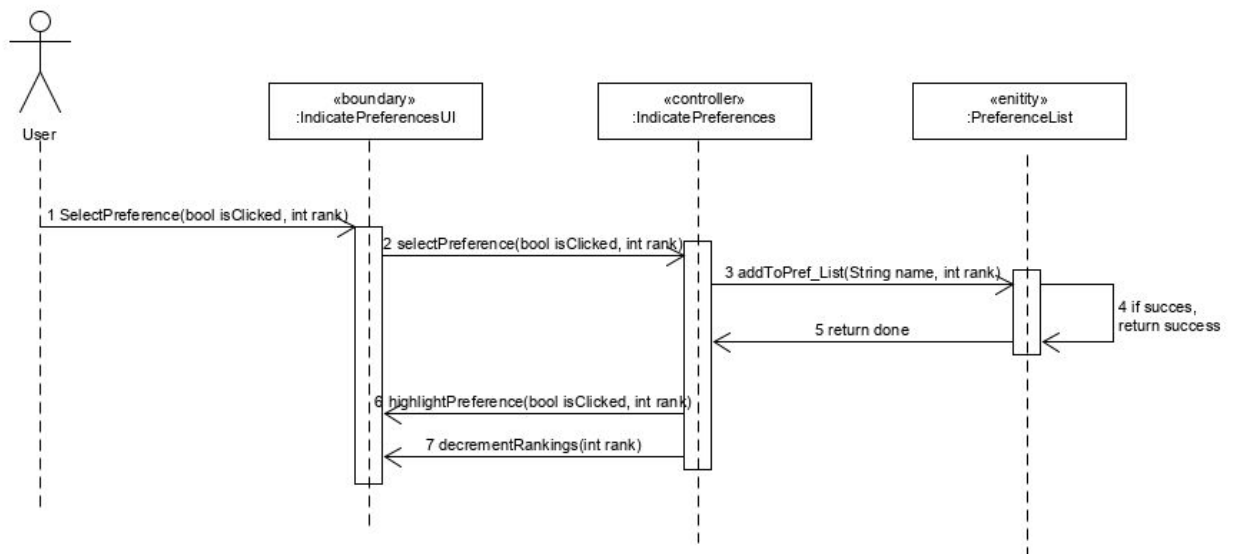 «boundary»
:IndicatePreferencesUI
«controller»
:IndicatePreferences
«enitity»
:PreferenceList
User
1 SelectPreference(bool isClicked, int rank)
2 selectPreference(bool isClicked, int rank)
3 addToPref_List(String name, int rank)
4 if succes,
return success
5 return done
6 highlightPreference(bool isClicked, int rank)
7 decrementRankings(int rank)